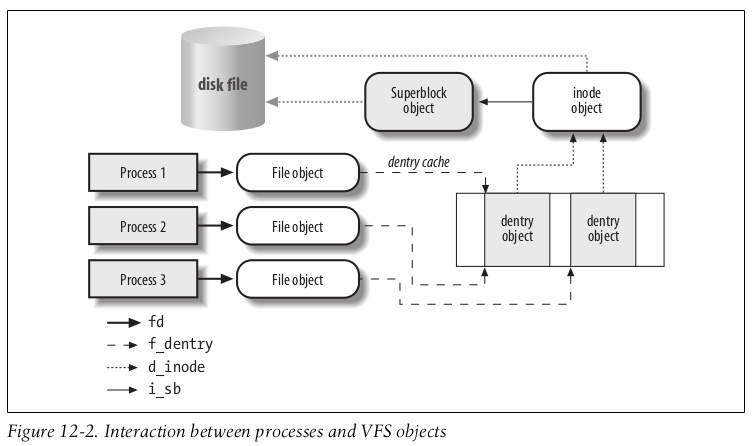 disk file
Superblock
object
inode
object
Process 1
File object
dentry cache
Process 2
File object
dentry
object
dentry
object
Process 3
File object
fd
f_dentry
d_inode
i_sb
Figure 12-2. Interaction between processes and VFS objects